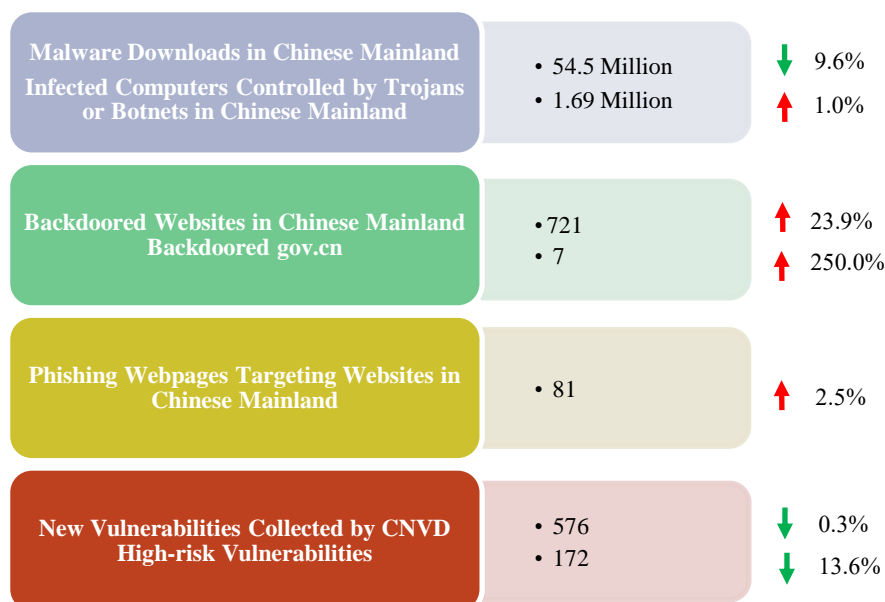 Malware Downloads in Chinese Mainland
Infected Computers Controlled by Trojans
or Botnets in Chinese Mainland
• 54.5 Million
• 1.69 Million
9.6%
1.0%
Backdoored Websites in Chinese Mainland
Backdoored gov.cn
•721
• 7
23.9%
250.0%
Phishing Webpages Targeting Websites in
Chinese Mainland
• 81
2.5%
New Vulnerabilities Collected by CNVD
High-risk Vulnerabilities
• 576
• 172
0.3%
13.6%